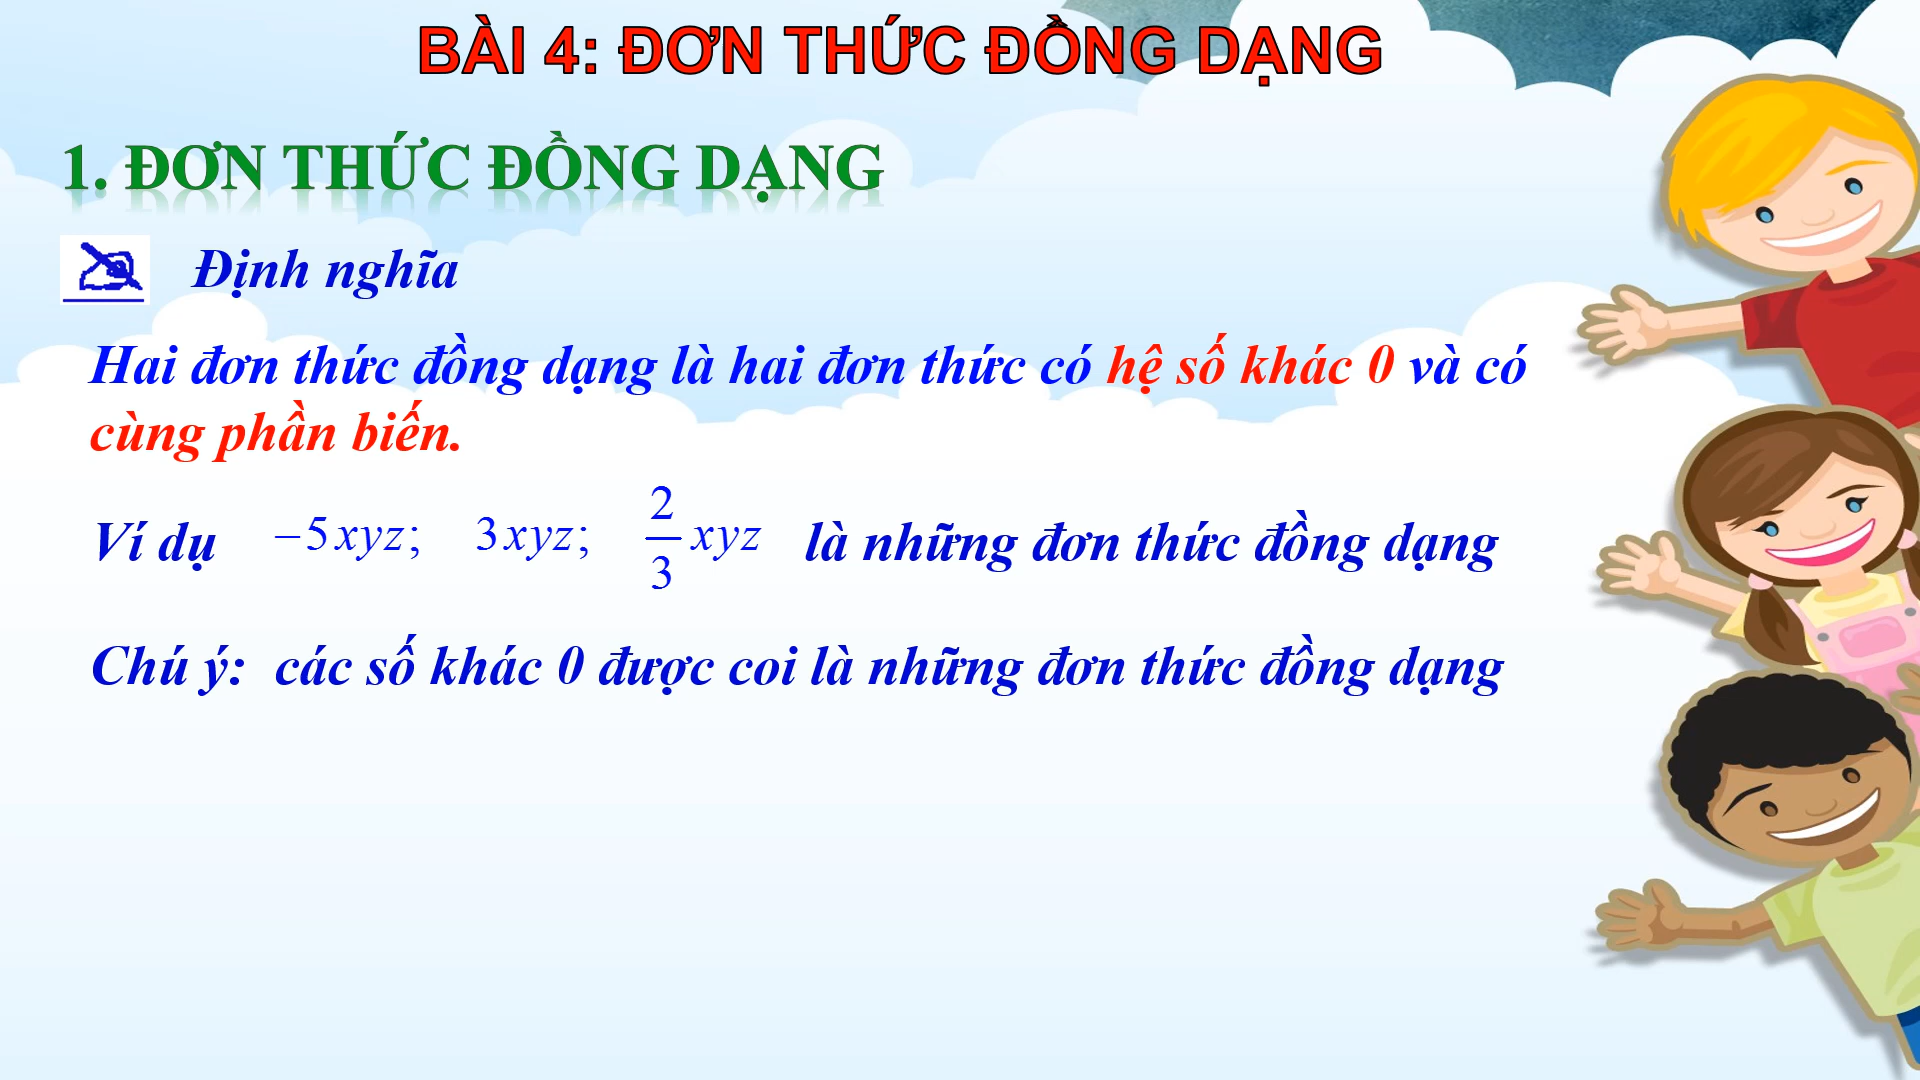 BÀI 4: ĐƠN THỨC ĐỒNG DẠNG
1. ĐƠN THỨC ĐỒNG DẠNG
Định nghĩa
Hai đơn thức đồng dạng là hai đơn thức có hệ số khác 0 và có
cùng phần biến.
Ví dụ −5xyz; 3xyz; 2/3 xyz là những đơn thức đồng dạng
Chú ý: các số khác 0 được coi là những đơn thức đồng dạng